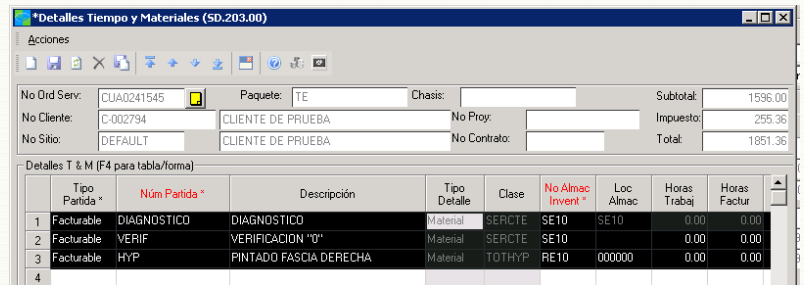 *Detalles Tiempo y Materiales (SD.203.00)
Acciones
No Ord Serv: CUA0241545 Paquete: TE Chasis: Subtotal: 1596.00
No Cliente: C-002794 CLIENTE DE PRUEBA No Proy: Impuesto: 255.36
No Sitio: DEFAULT CLIENTE DE PRUEBA No Contrato: Total: 1851.36
Detalles T & M (F4 para tabla/forma)
Tipo Partida * Núm Partida * Descripción Tipo Detalle Clase No Almac Invent * Loc Almac Horas Trabaj Horas Factur
1 Facturable DIAGNOSTICO DIAGNOSTICO Material SERCTE SE10 SE10 0.00 0.00
2 Facturable VERIF VERIFICACION "0" Material SERCTE SE10 0.00 0.00
3 Facturable HYP PINTADO FASCIA DERECHA Material TOTHYP RE10 000000 0.00 0.00
4